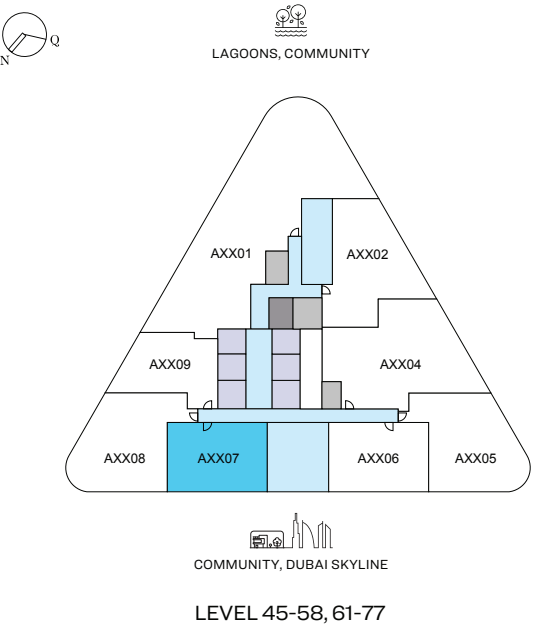 Q
N
LAGOONS, COMMUNITY
AXX01
AXX02
AXX09
AXX04
AXX08
AXX07
AXX06
AXX05
COMMUNITY, DUBAI SKYLINE
LEVEL 45-58, 61-77